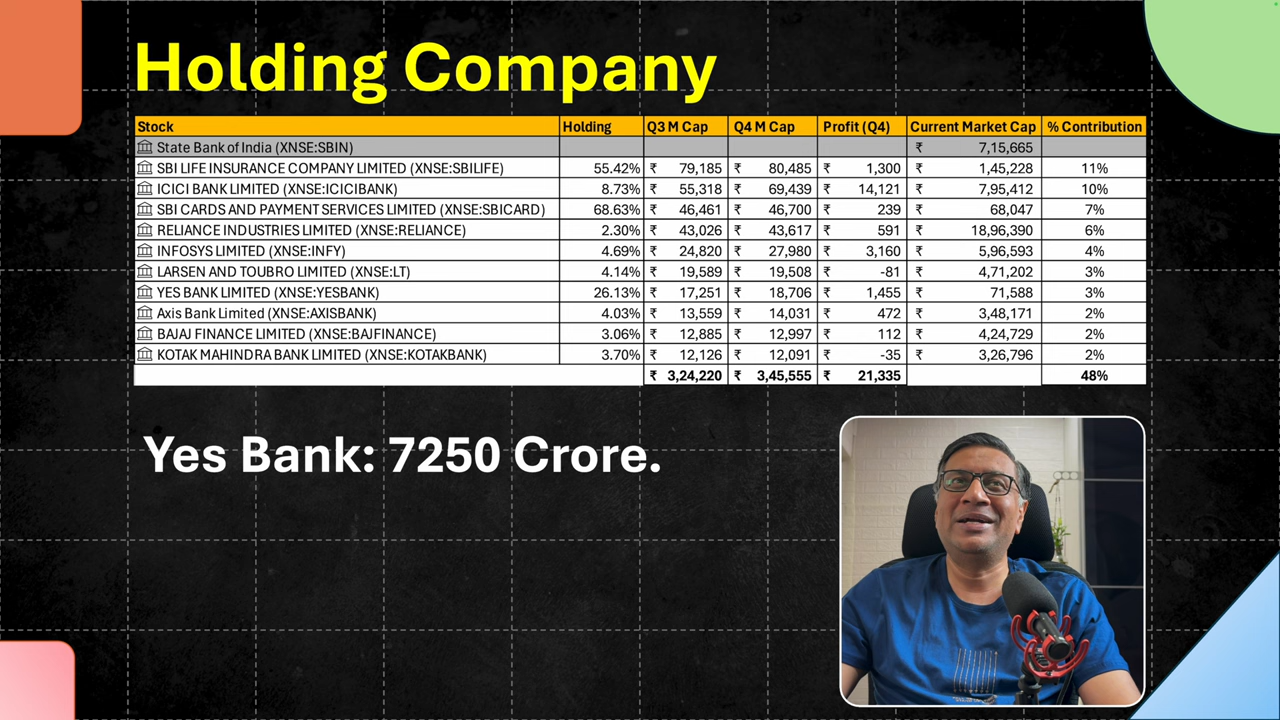 Holding Company
Stock Holding Q3 M Cap Q4 M Cap Profit (Q4) Current Market Cap % Contribution
State Bank of India (XNSE:SBIN) ₹ 7,15,665
SBI LIFE INSURANCE COMPANY LIMITED (XNSE:SBILIFE) 55.42% ₹ 79,185 ₹ 80,485 ₹ 1,300 ₹ 1,45,228 11%
ICICI BANK LIMITED (XNSE:ICICIBANK) 8.73% ₹ 55,318 ₹ 69,439 ₹ 14,121 ₹ 7,95,412 10%
SBI CARDS AND PAYMENT SERVICES LIMITED (XNSE:SBICARD) 68.63% ₹ 46,461 ₹ 46,700 ₹ 239 ₹ 68,047 7%
RELIANCE INDUSTRIES LIMITED (XNSE:RELIANCE) 2.30% ₹ 43,026 ₹ 43,617 ₹ 591 ₹ 18,96,390 6%
INFOSYS LIMITED (XNSE:INFY) 4.69% ₹ 24,820 ₹ 27,980 ₹ 3,160 ₹ 5,96,593 4%
LARSEN AND TOUBRO LIMITED (XNSE:LT) 4.14% ₹ 19,589 ₹ 19,508 ₹ -81 ₹ 4,71,202 3%
YES BANK LIMITED (XNSE:YESBANK) 26.13% ₹ 17,251 ₹ 18,706 ₹ 1,455 ₹ 71,588 3%
Axis Bank Limited (XNSE:AXISBANK) 4.03% ₹ 13,559 ₹ 14,031 ₹ 472 ₹ 3,48,171 2%
BAJAJ FINANCE LIMITED (XNSE:BAJFINANCE) 3.06% ₹ 12,885 ₹ 12,997 ₹ 112 ₹ 4,24,729 2%
KOTAK MAHINDRA BANK LIMITED (XNSE:KOTAKBANK) 3.70% ₹ 12,126 ₹ 12,091 ₹ -35 ₹ 3,26,796 2%
₹ 3,24,220 ₹ 3,45,555 ₹ 21,335 48%
Yes Bank: 7250 Crore.